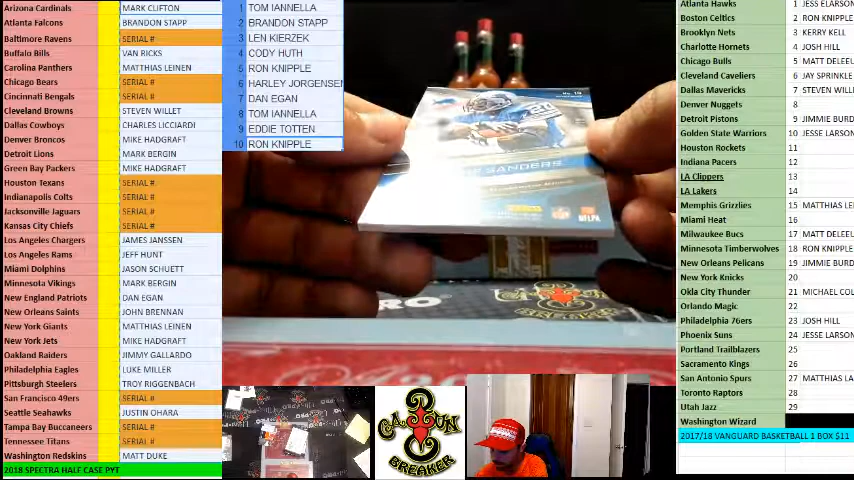 Arizona Cardinals MARK CLIFTON
Atlanta Falcons BRANDON STAPP
Baltimore Ravens SERIAL #
Buffalo Bills VAN RICKS
Carolina Panthers MATTHIAS LEINEN
Chicago Bears SERIAL #
Cincinnati Bengals SERIAL #
Cleveland Browns STEVEN WILLET
Dallas Cowboys CHARLES LICCIARDI
Denver Broncos MIKE HADGRAFT
Detroit Lions MARK BERGIN
Green Bay Packers MIKE HADGRAFT
Houston Texans SERIAL #
Indianapolis Colts SERIAL #
Jacksonville Jaguars SERIAL #
Kansas City Chiefs SERIAL #
Los Angeles Chargers JAMES JANSSEN
Los Angeles Rams JEFF HUNT
Miami Dolphins JASON SCHUETT
Minnesota Vikings MARK BERGIN
New England Patriots DAN EGAN
New Orleans Saints JOHN BRENNAN
New York Giants MATTHIAS LEINEN
New York Jets MIKE HADGRAFT
Oakland Raiders JIMMY GALLARDO
Philadelphia Eagles LUKE MILLER
Pittsburgh Steelers TROY RIGGENBACH
San Francisco 49ers SERIAL #
Seattle Seahawks JUSTIN OHARA
Tampa Bay Buccaneers SERIAL #
Tennessee Titans SERIAL #
Washington Redskins MATT DUKE
2018 SPECTRA HALF CASE PYT
1 TOM IANNELLA
2 BRANDON STAPP
3 LEN KIERZEK
4 CODY HUTH
5 RON KNIPPLE
6 HARLEY JORGENSEN
7 DAN EGAN
8 TOM IANNELLA
9 EDDIE TOTTEN
10 RON KNIPPLE
SANDERS
NFLPA
CARTOON
BREAKER
Atlanta Hawks 1 JESS ELARSON
Boston Celtics 2 RON KNIPPLE
Brooklyn Nets 3 KERRY KELL
Charlotte Hornets 4 JOSH HILL
Chicago Bulls 5 MATT DELEEU
Cleveland Cavaliers 6 JAY SPRINKLE
Dallas Mavericks 7 STEVEN WILL
Denver Nuggets 8
Detroit Pistons 9 JIMMIE BURD
Golden State Warriors 10 JESSE LARSON
Houston Rockets 11
Indiana Pacers 12
LA Clippers 13
LA Lakers 14
Memphis Grizzlies 15 MATTHIAS LEI
Miami Heat 16
Milwaukee Bucs 17 MATT DELEEU
Minnesota Timberwolves 18 RON KNIPPLE
New Orleans Pelicans 19 JIMMIE BURD
New York Knicks 20
Okla City Thunder 21 MICHAEL COL
Orlando Magic 22
Philadelphia 76ers 23 JOSH HILL
Phoenix Suns 24 JESSE LARSON
Portland Trailblazers 25
Sacramento Kings 26
San Antonio Spurs 27 MATTHIAS LA
Toronto Raptors 28
Utah Jazz 29
Washington Wizard
2017/18 VANGUARD BASKETBALL 1 BOX $11